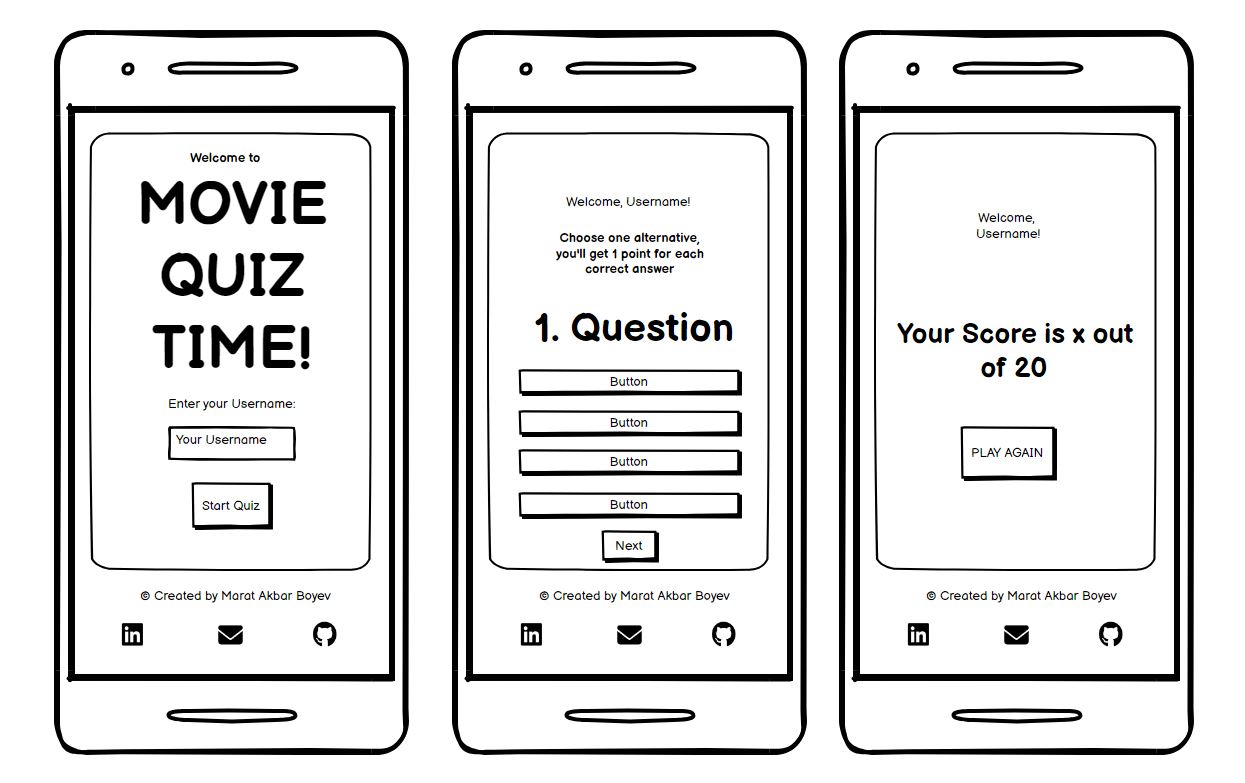 Welcome to
MOVIE
QUIZ
TIME!
Enter your Username:
Your Username
Start Quiz
© Created by Marat Akbar Boyev
in
Welcome, Username!
Choose one alternative,
you'll get 1 point for each
correct answer
1. Question
Button
Button
Button
Button
Next
© Created by Marat Akbar Boyev
in
Welcome,
Username!
Your Score is x out
of 20
PLAY AGAIN
© Created by Marat Akbar Boyev
in